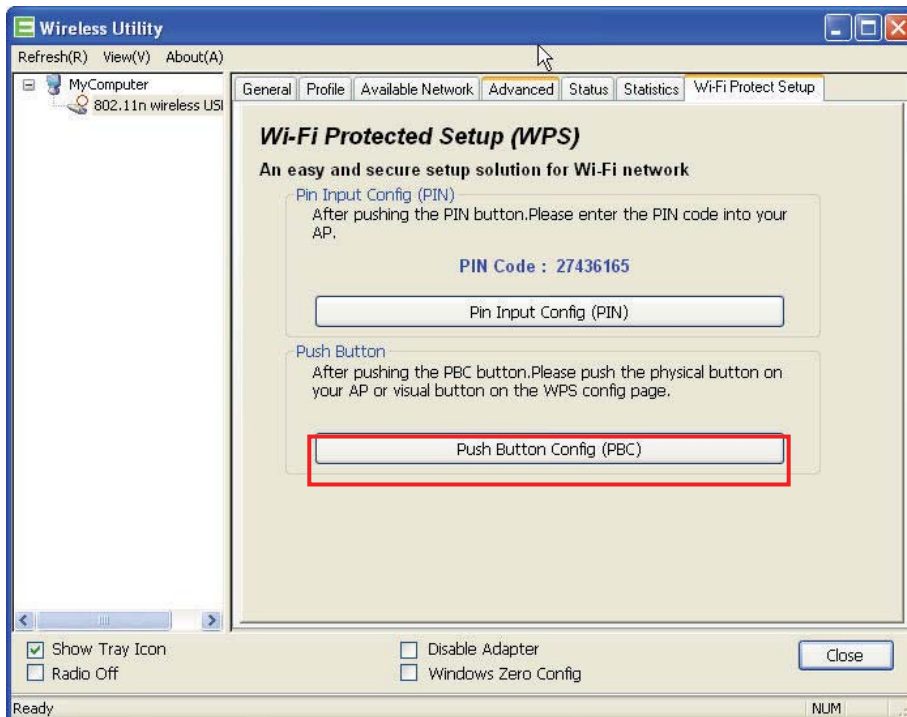 Wireless Utility
Refresh(R) View(V) About(A)
MyComputer
802.11n wireless USI
General Profile Available Network Advanced Status Statistics Wi-Fi Protect Setup
Wi-Fi Protected Setup (WPS)
An easy and secure setup solution for Wi-Fi network
Pin Input Config (PIN)
After pushing the PIN button.Please enter the PIN code into your
AP.
PIN Code : 27436165
Pin Input Config (PIN)
Push Button
After pushing the PBC button.Please push the physical button on
your AP or visual button on the WPS config page.
Push Button Config (PBC)
Show Tray Icon
Disable Adapter
Radio Off
Windows Zero Config
Close
Ready
NUM